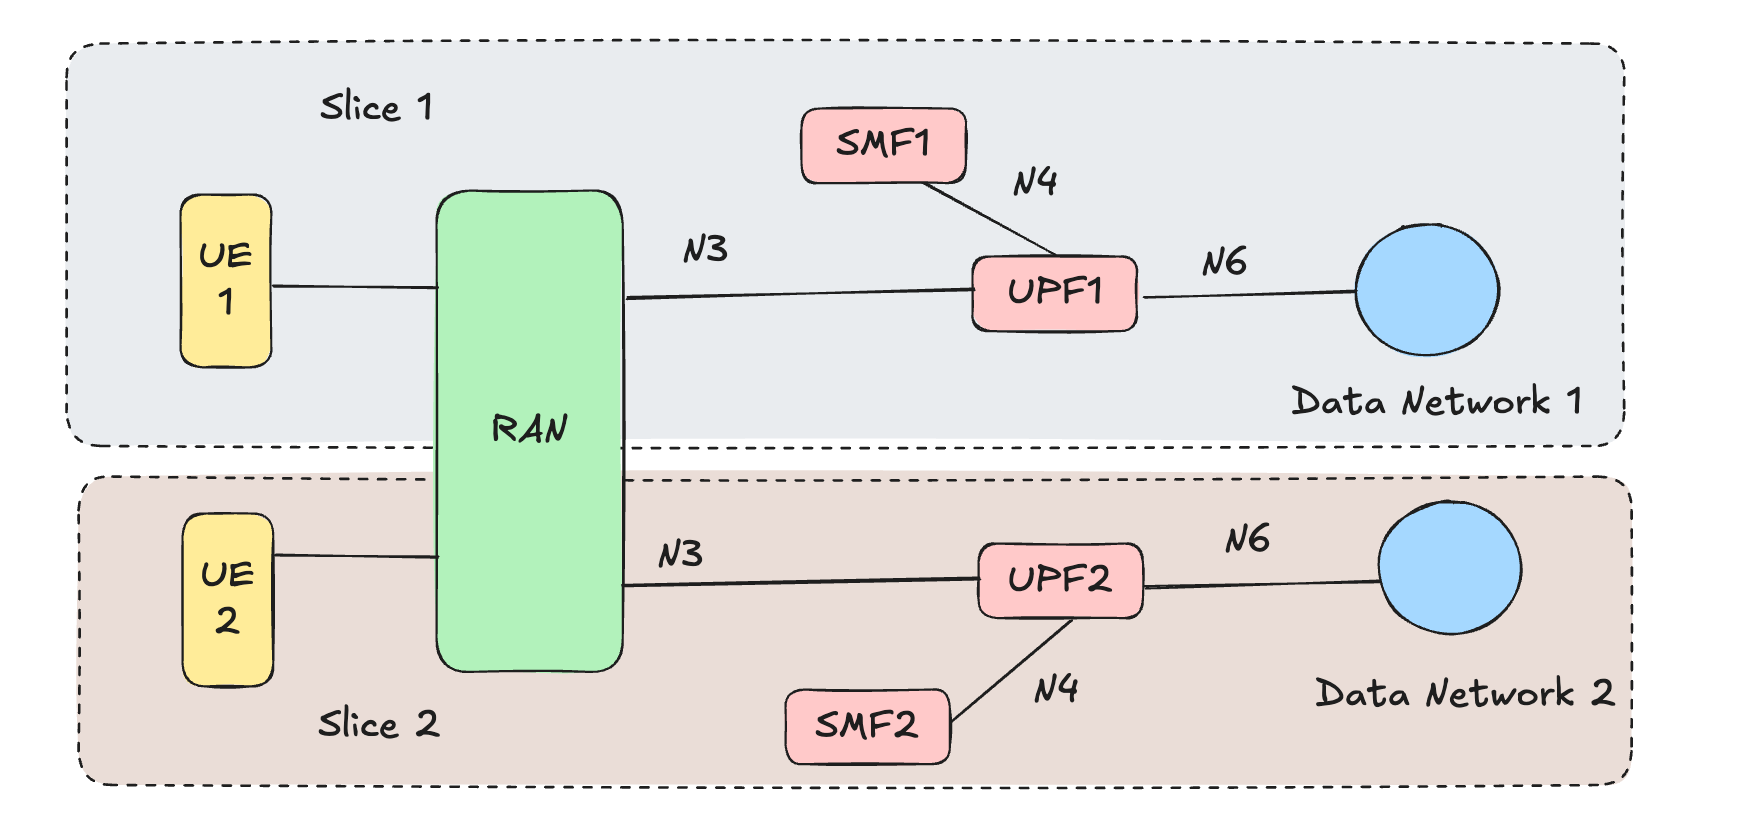 Slice 1
SMF1
N4
UE
1
N3
UPF1
N6
RAN
Data Network 1
UE
2
N3
UPF2
N6
Slice 2
SMF2
N4
Data Network 2